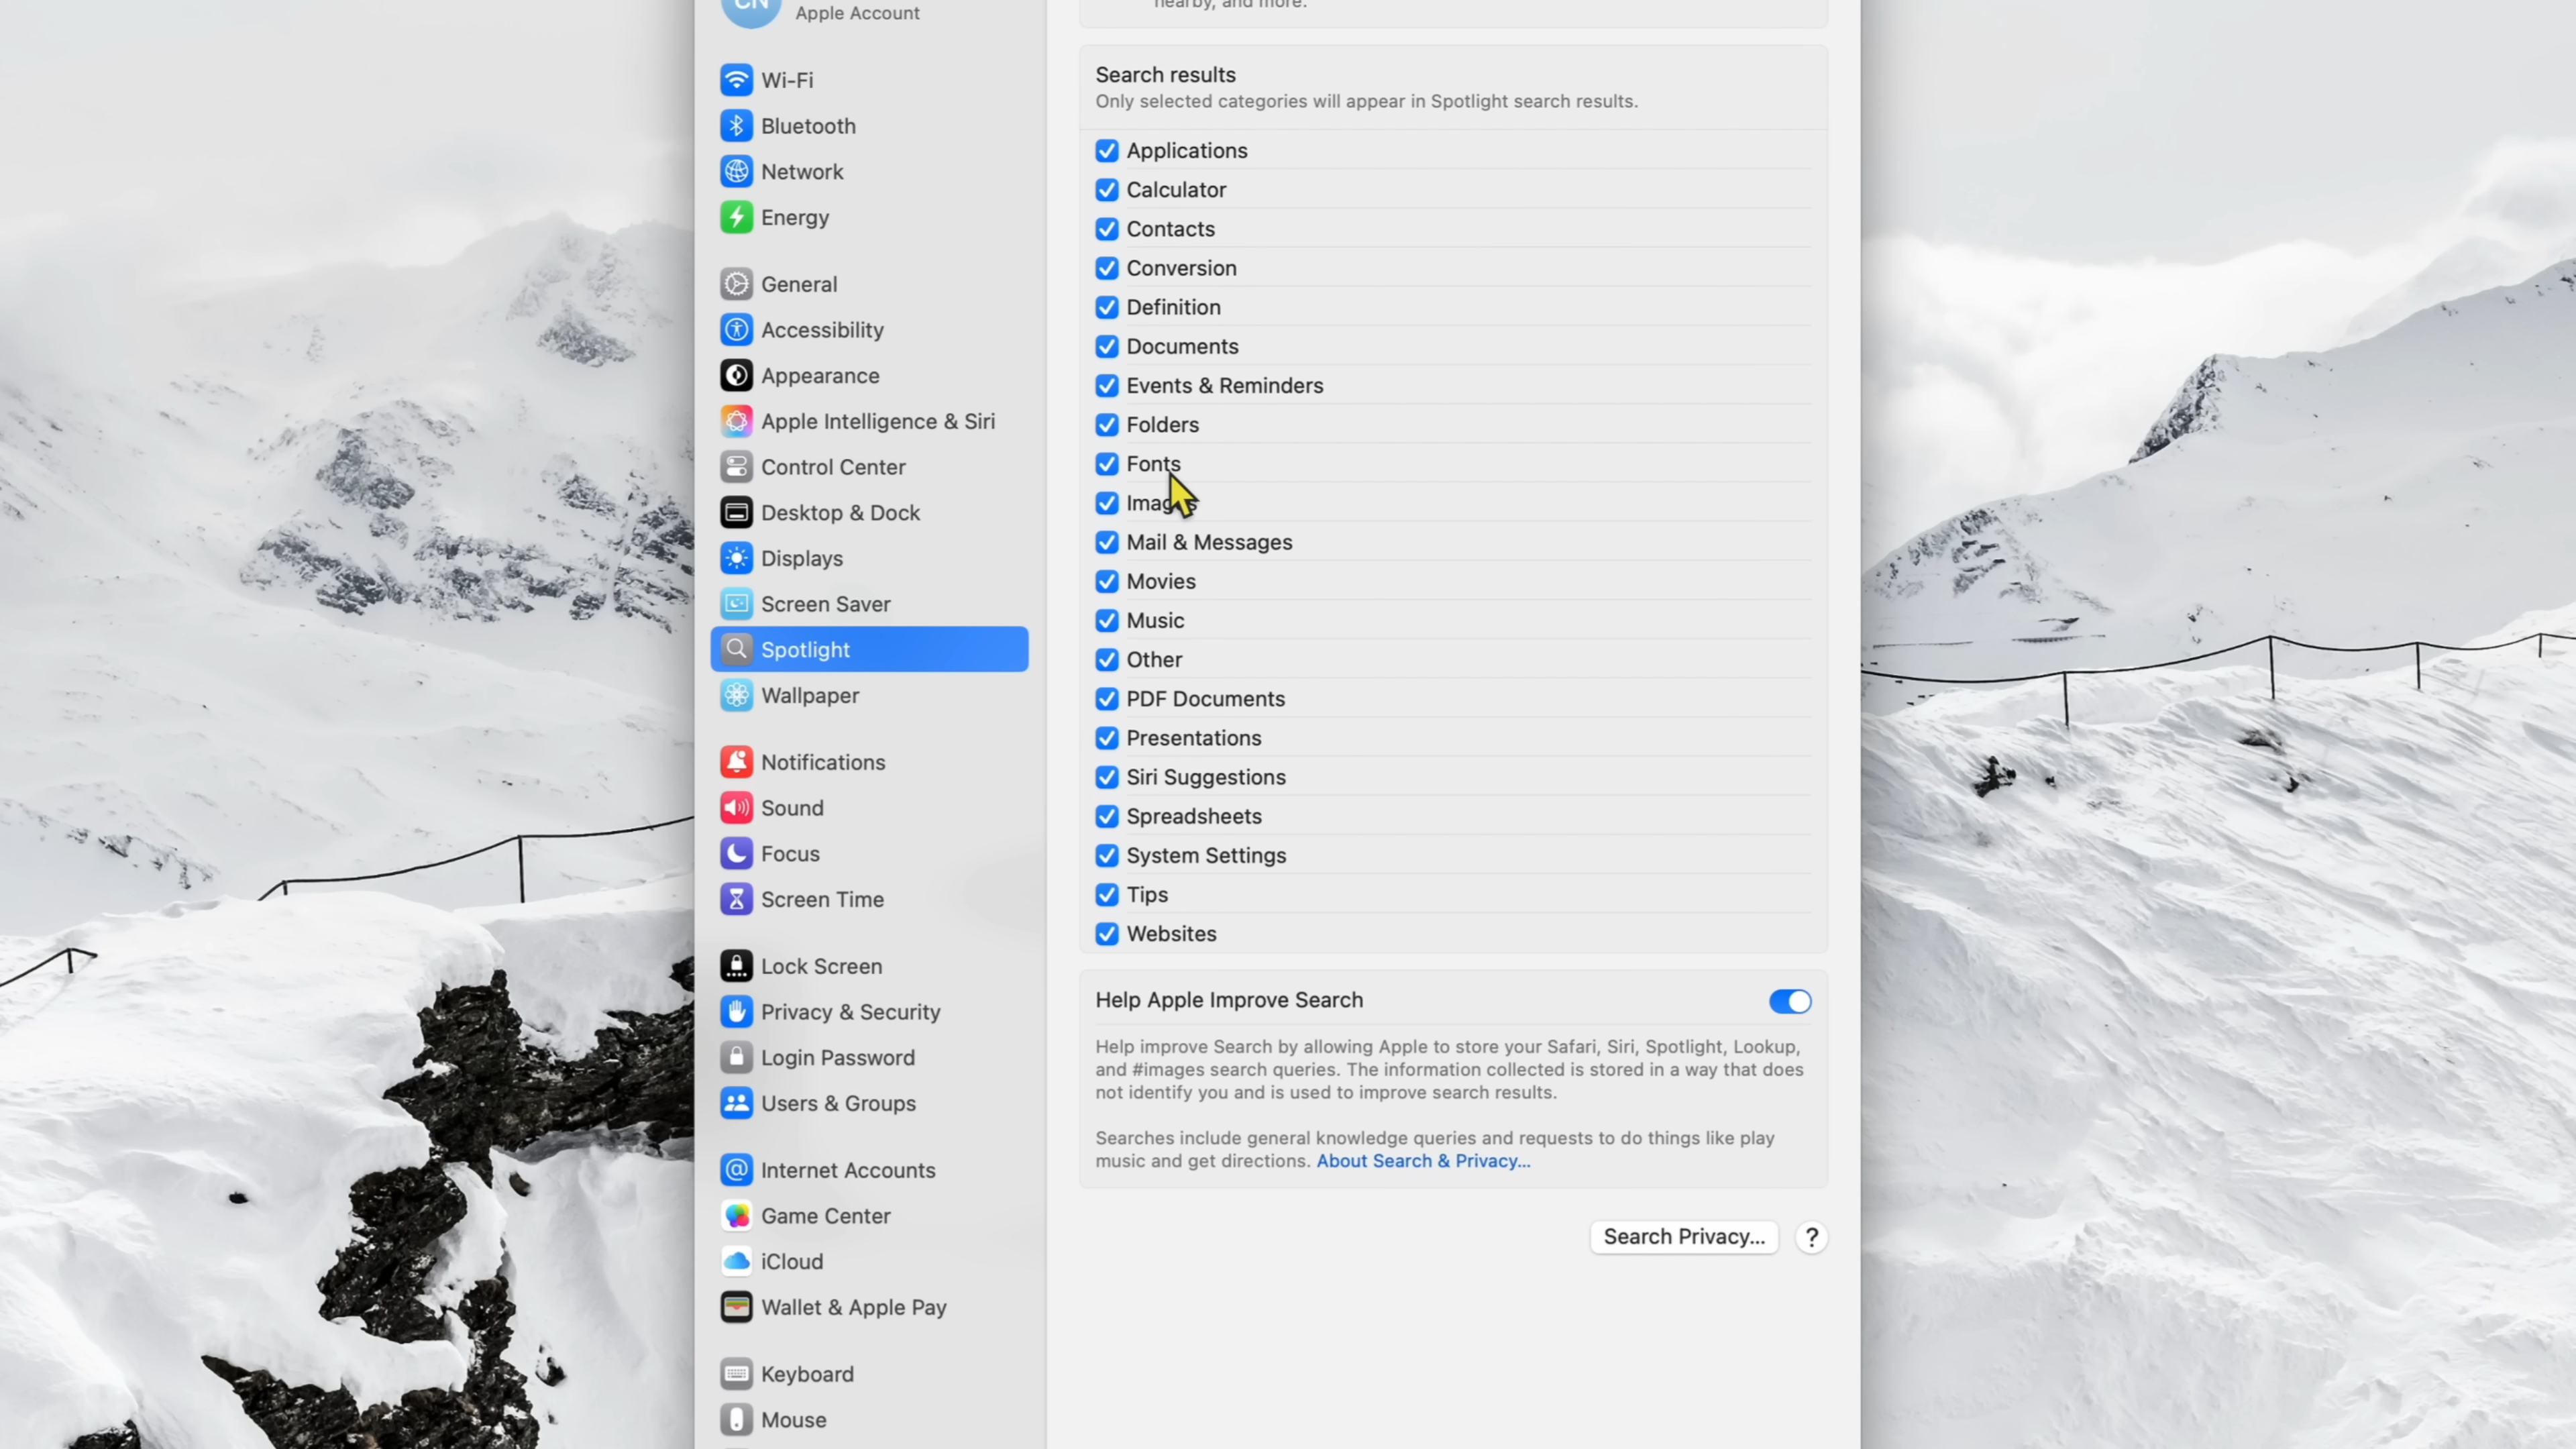 CN
Apple Account
Wi-Fi
Bluetooth
Network
Energy
General
Accessibility
Appearance
Apple Intelligence & Siri
Control Center
Desktop & Dock
Displays
Screen Saver
Spotlight
Wallpaper
Notifications
Sound
Focus
Screen Time
Lock Screen
Privacy & Security
Login Password
Users & Groups
Internet Accounts
Game Center
iCloud
Wallet & Apple Pay
Keyboard
Mouse
nearby, and more.
Search results
Only selected categories will appear in Spotlight search results.
Applications
Calculator
Contacts
Conversion
Definition
Documents
Events & Reminders
Folders
Fonts
Images
Mail & Messages
Movies
Music
Other
PDF Documents
Presentations
Siri Suggestions
Spreadsheets
System Settings
Tips
Websites
Help Apple Improve Search
Help improve Search by allowing Apple to store your Safari, Siri, Spotlight, Lookup,
and #images search queries. The information collected is stored in a way that does
not identify you and is used to improve search results.
Searches include general knowledge queries and requests to do things like play
music and get directions. About Search & Privacy...
Search Privacy...
?